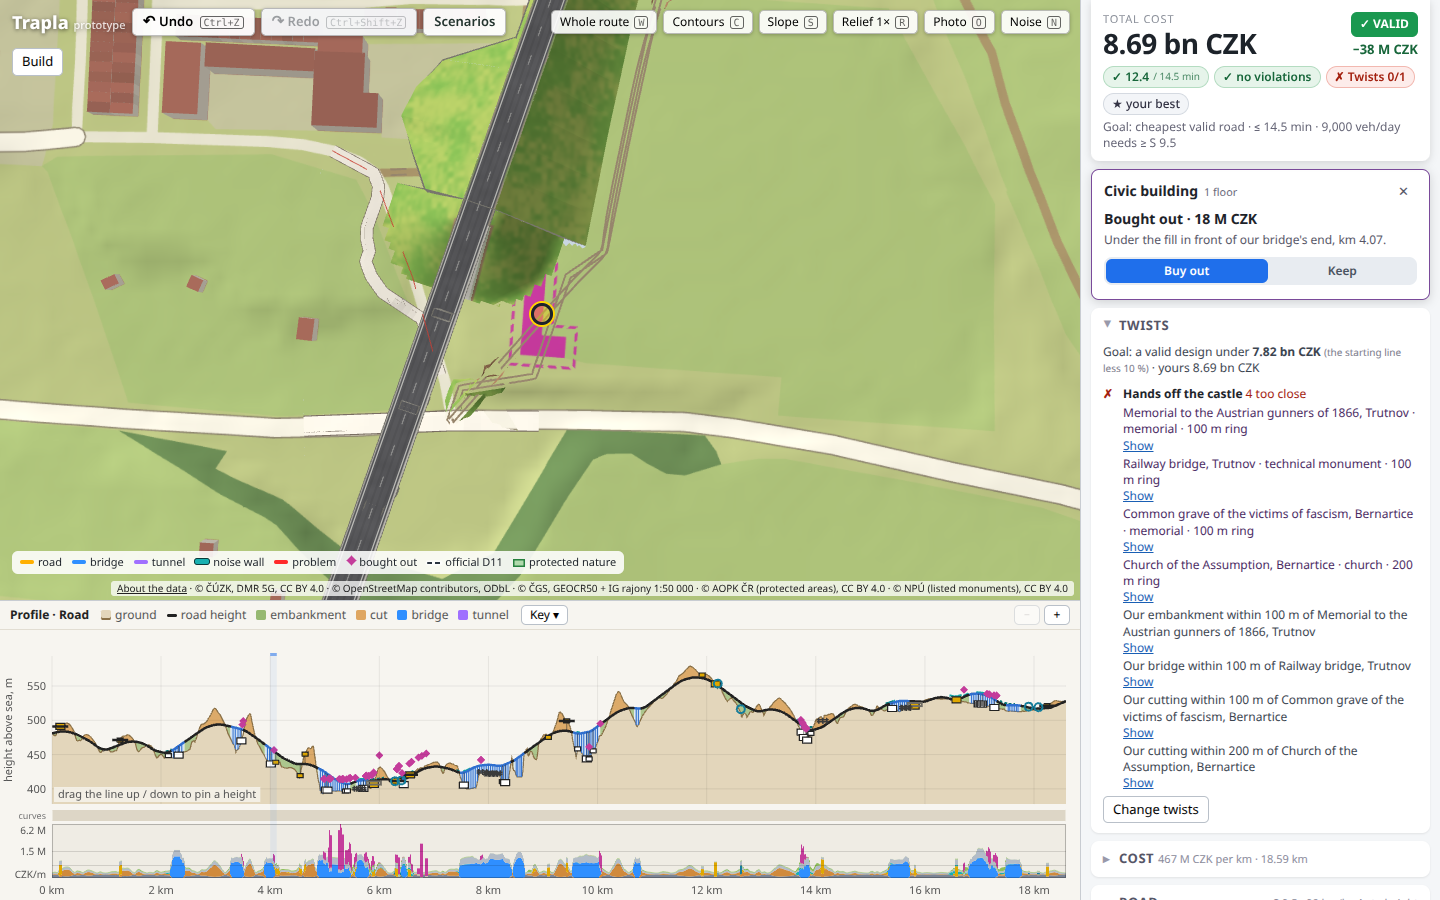 Trapla prototype
↶ Undo Ctrl+Z
↷ Redo Ctrl+Shift+Z
Scenarios
Whole route W
Contours C
Slope S
Relief 1× R
Photo O
Noise N
Build
road bridge tunnel noise wall problem bought out official D11 protected nature
About the data · © ČÚZK, DMR 5G, CC BY 4.0 · © OpenStreetMap contributors, ODbL · © ČGS, GEOCR50 + IG rajony 1:50 000 · © AOPK ČR (protected areas), CC BY 4.0 · © NPÚ (listed monuments), CC BY 4.0
Profile · Road ground road height embankment cut bridge tunnel Key ▾ − +
height above sea, m
550
500
450
400
drag the line up / down to pin a height
curves
6.2 M
1.5 M
CZK/m
0 km 2 km 4 km 6 km 8 km 10 km 12 km 14 km 16 km 18 km
TOTAL COST
✓ VALID
8.69 bn CZK
−38 M CZK
✓ 12.4 / 14.5 min
✓ no violations
✗ Twists 0/1
★ your best
Goal: cheapest valid road · ≤ 14.5 min · 9,000 veh/day
needs ≥ S 9.5
Civic building 1 floor ✕
Bought out · 18 M CZK
Under the fill in front of our bridge's end, km 4.07.
Buy out Keep
▼ TWISTS
Goal: a valid design under 7.82 bn CZK (the starting line
less 10 %) · yours 8.69 bn CZK
✗ Hands off the castle 4 too close
Memorial to the Austrian gunners of 1866, Trutnov ·
memorial · 100 m ring
Show
Railway bridge, Trutnov · technical monument · 100
m ring
Show
Common grave of the victims of fascism, Bernartice
· memorial · 100 m ring
Show
Church of the Assumption, Bernartice · church · 200
m ring
Show
Our embankment within 100 m of Memorial to the
Austrian gunners of 1866, Trutnov
Show
Our bridge within 100 m of Railway bridge, Trutnov
Show
Our cutting within 100 m of Common grave of the
victims of fascism, Bernartice
Show
Our cutting within 200 m of Church of the
Assumption, Bernartice
Show
Change twists
▶ COST 467 M CZK per km · 18.59 km